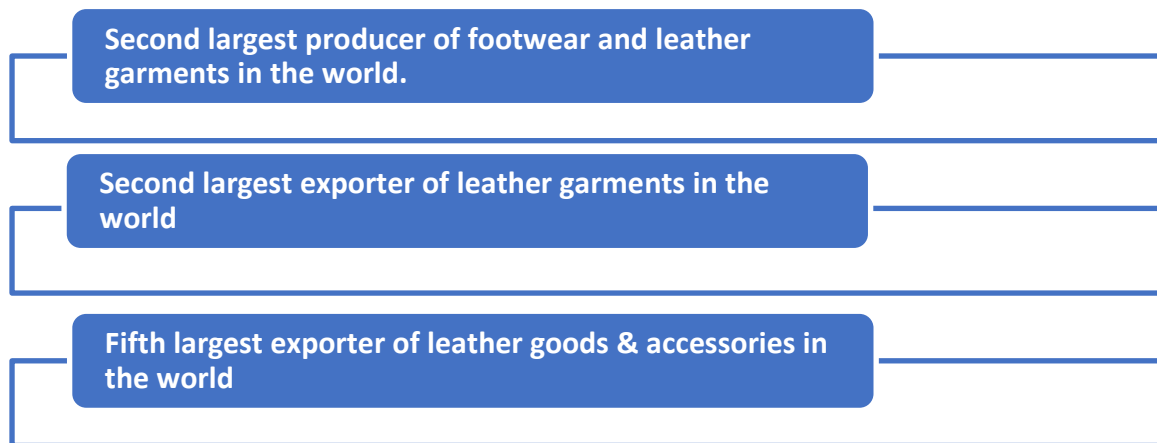 Second largest producer of footwear and leather
garments in the world.
Second largest exporter of leather garments in the
world
Fifth largest exporter of leather goods & accessories in
the world